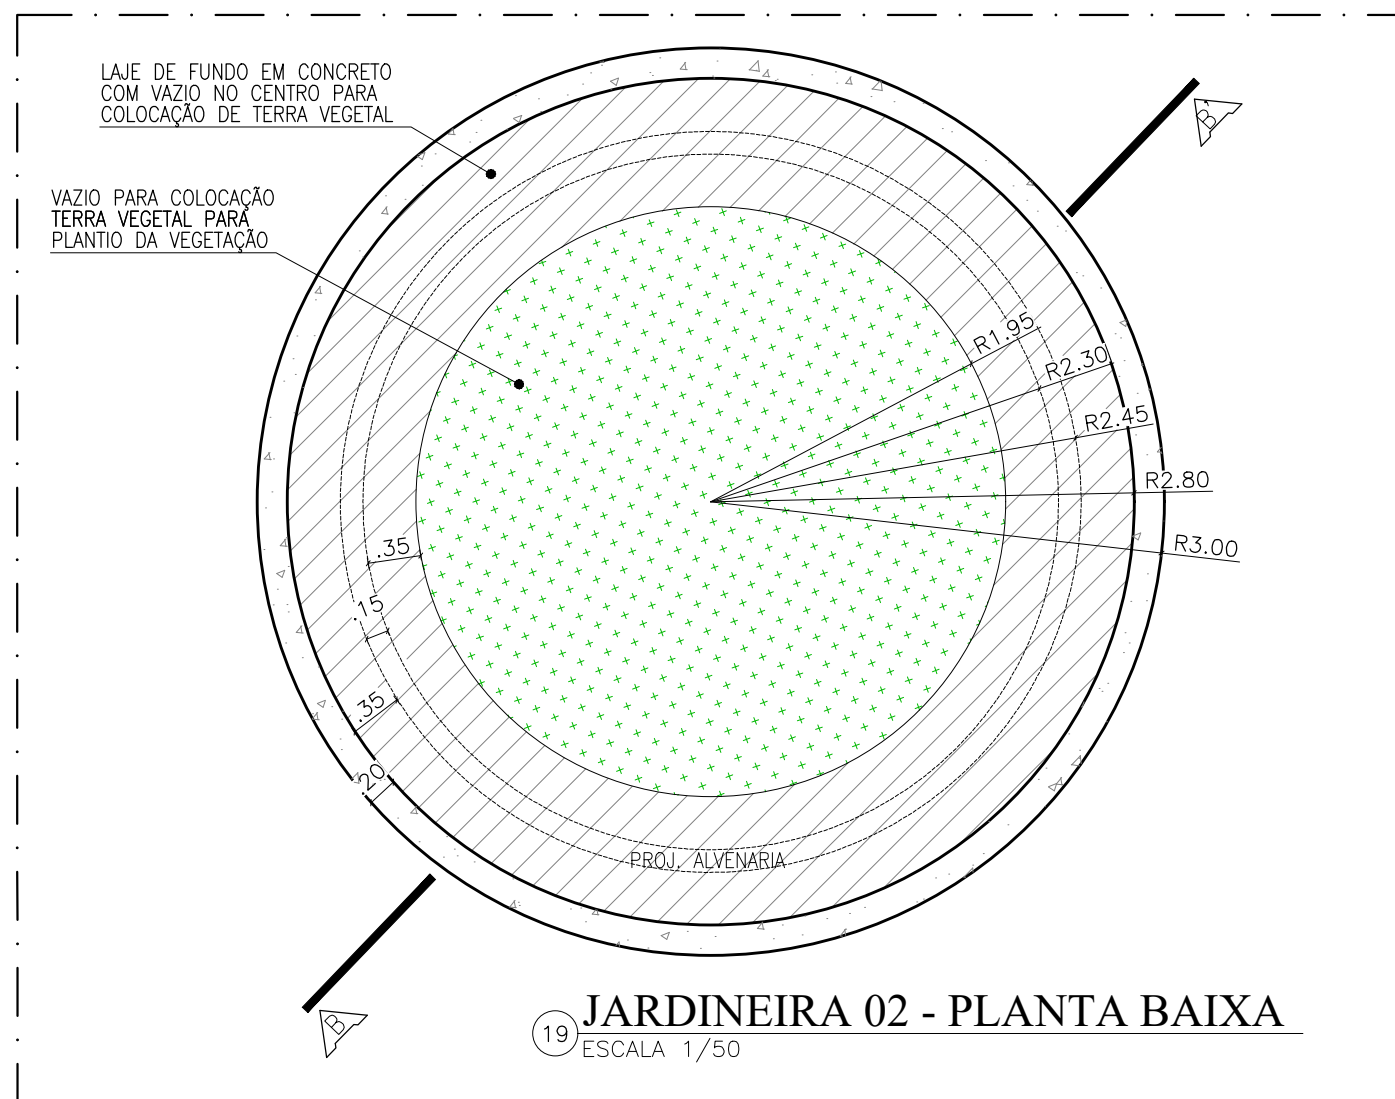 LAJE DE FUNDO EM CONCRETO
COM VAZIO NO CENTRO PARA
COLOCAÇÃO DE TERRA VEGETAL
B'
VAZIO PARA COLOCAÇÃO
TERRA VEGETAL PARA
PLANTIO DA VEGETAÇÃO
R1.95
R2.30
R2.45
R2.80
R3.00
.35
.15
.35
.20
PROJ. ALVENARIA
B
19
JARDINEIRA 02 - PLANTA BAIXA
ESCALA 1/50